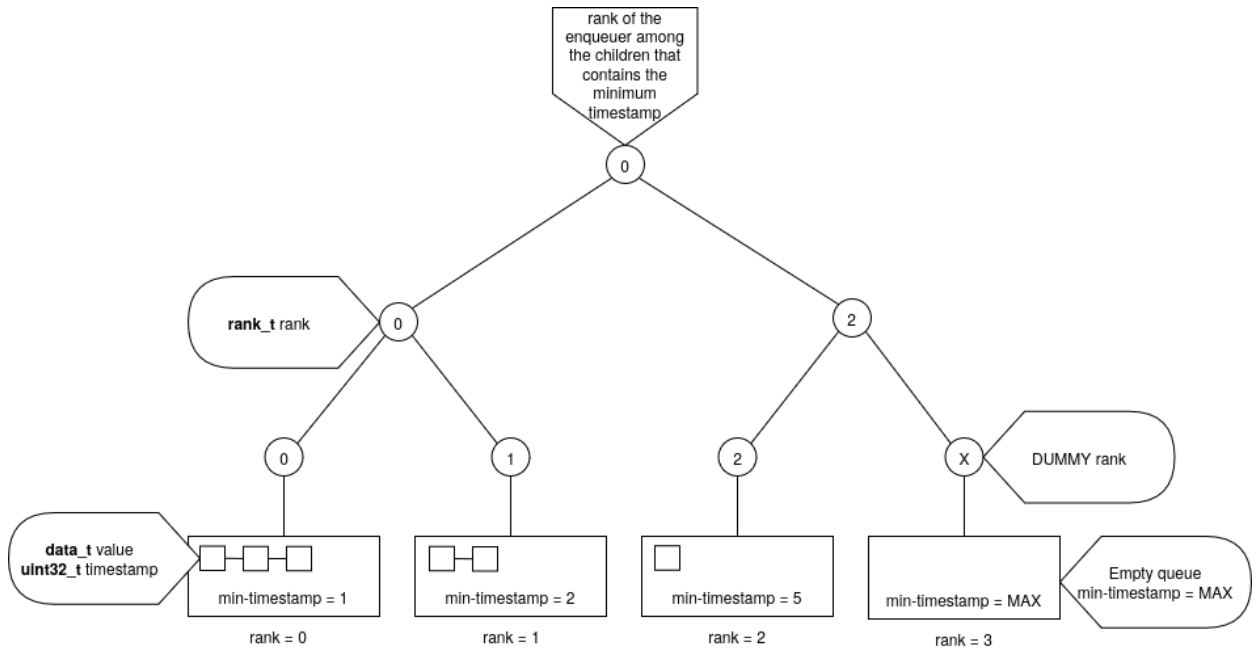 rank of the
enqueuer among
the children that
contains the
minimum
timestamp
0
rank_t rank
0
2
0
1
2
X
DUMMY rank
data_t value
uint32_t timestamp
min-timestamp = 1
min-timestamp = 2
min-timestamp = 5
min-timestamp = MAX
Empty queue
min-timestamp = MAX
rank = 0
rank = 1
rank = 2
rank = 3